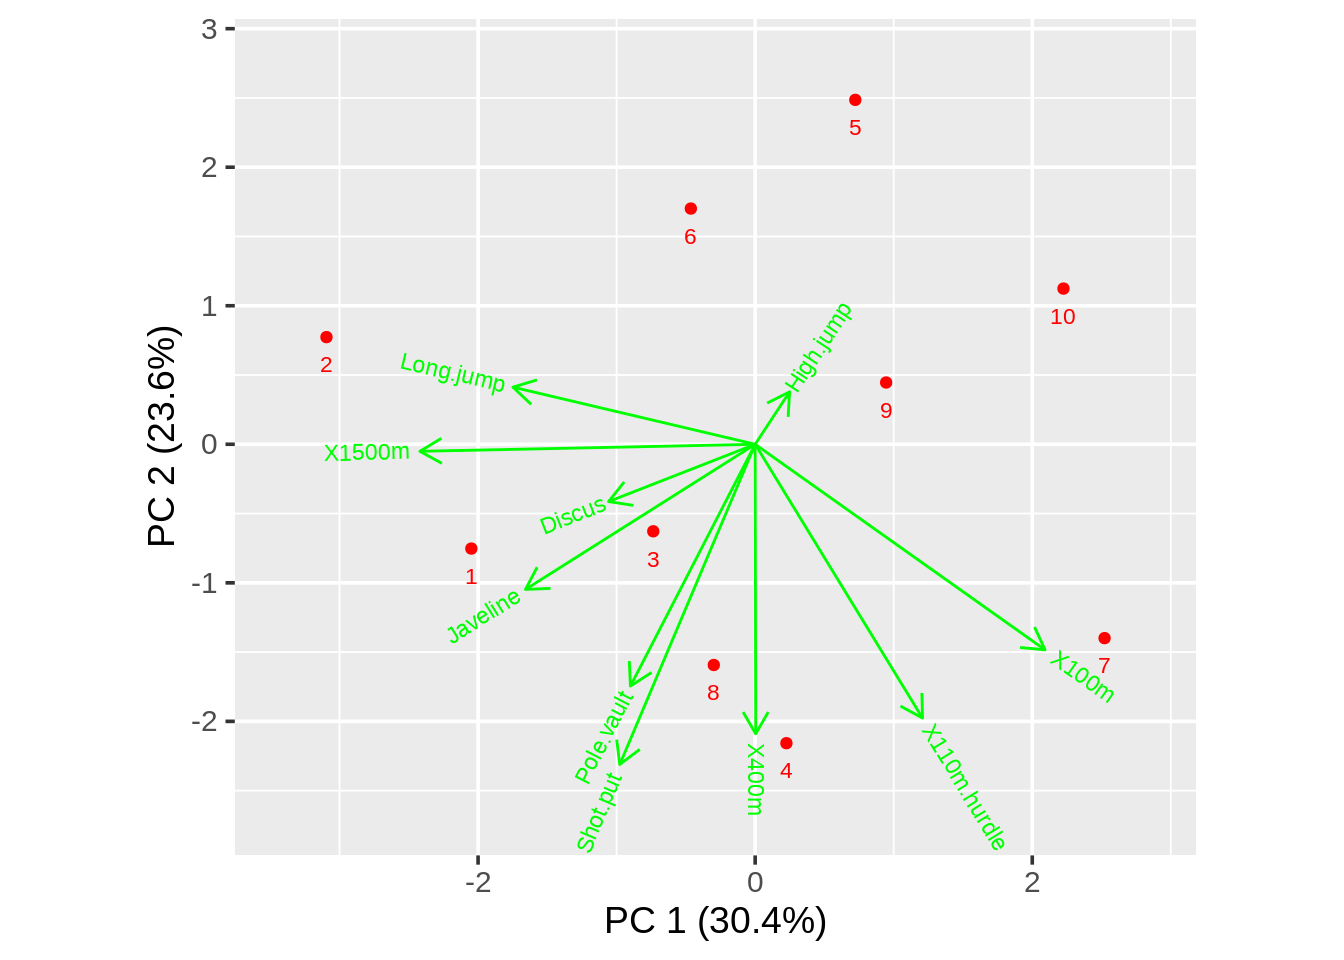 3
5
2
6
1
10
High.jump
2
Long.jump
9
0
X1500m
Discus
3
1
-1
Javeline
7
X100m
8
-2
Pole.vault
X400m
4
X110m.hurdle
Shot.put
-2
0
2
PC 1 (30.4%)
PC 2 (23.6%)